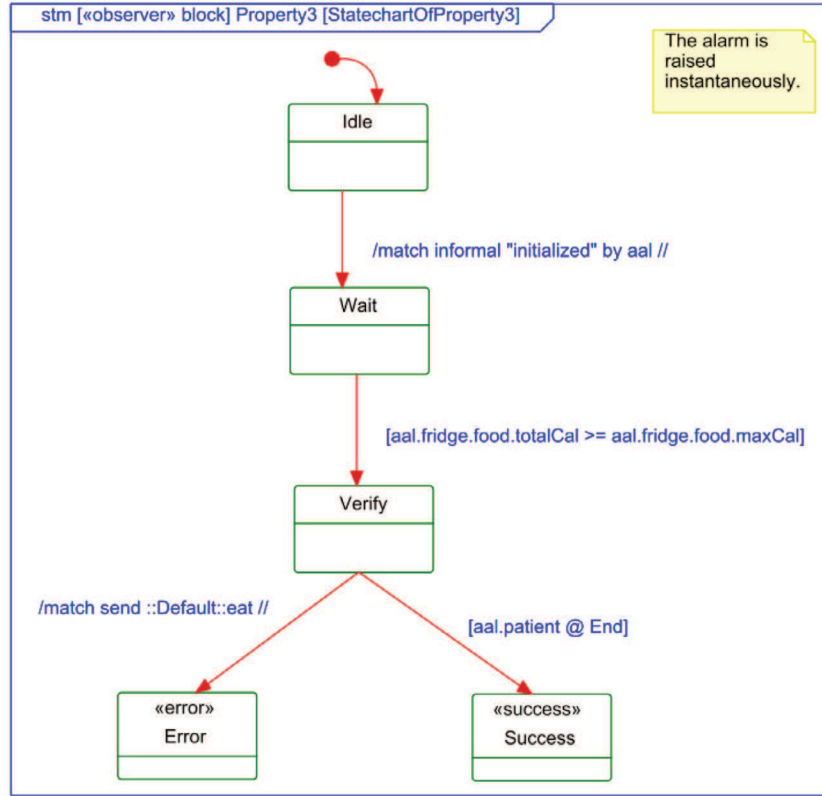 stm [«observer» block] Property3 [StatechartOfProperty3]
The alarm is
raised
instantaneously.
Idle
/match informal "initialized" by aal //
Wait
[aal.fridge.food.totalCal >= aal.fridge.food.maxCal]
Verify
/match send ::Default::eat //
[aal.patient @ End]
«error»
Error
«success»
Success